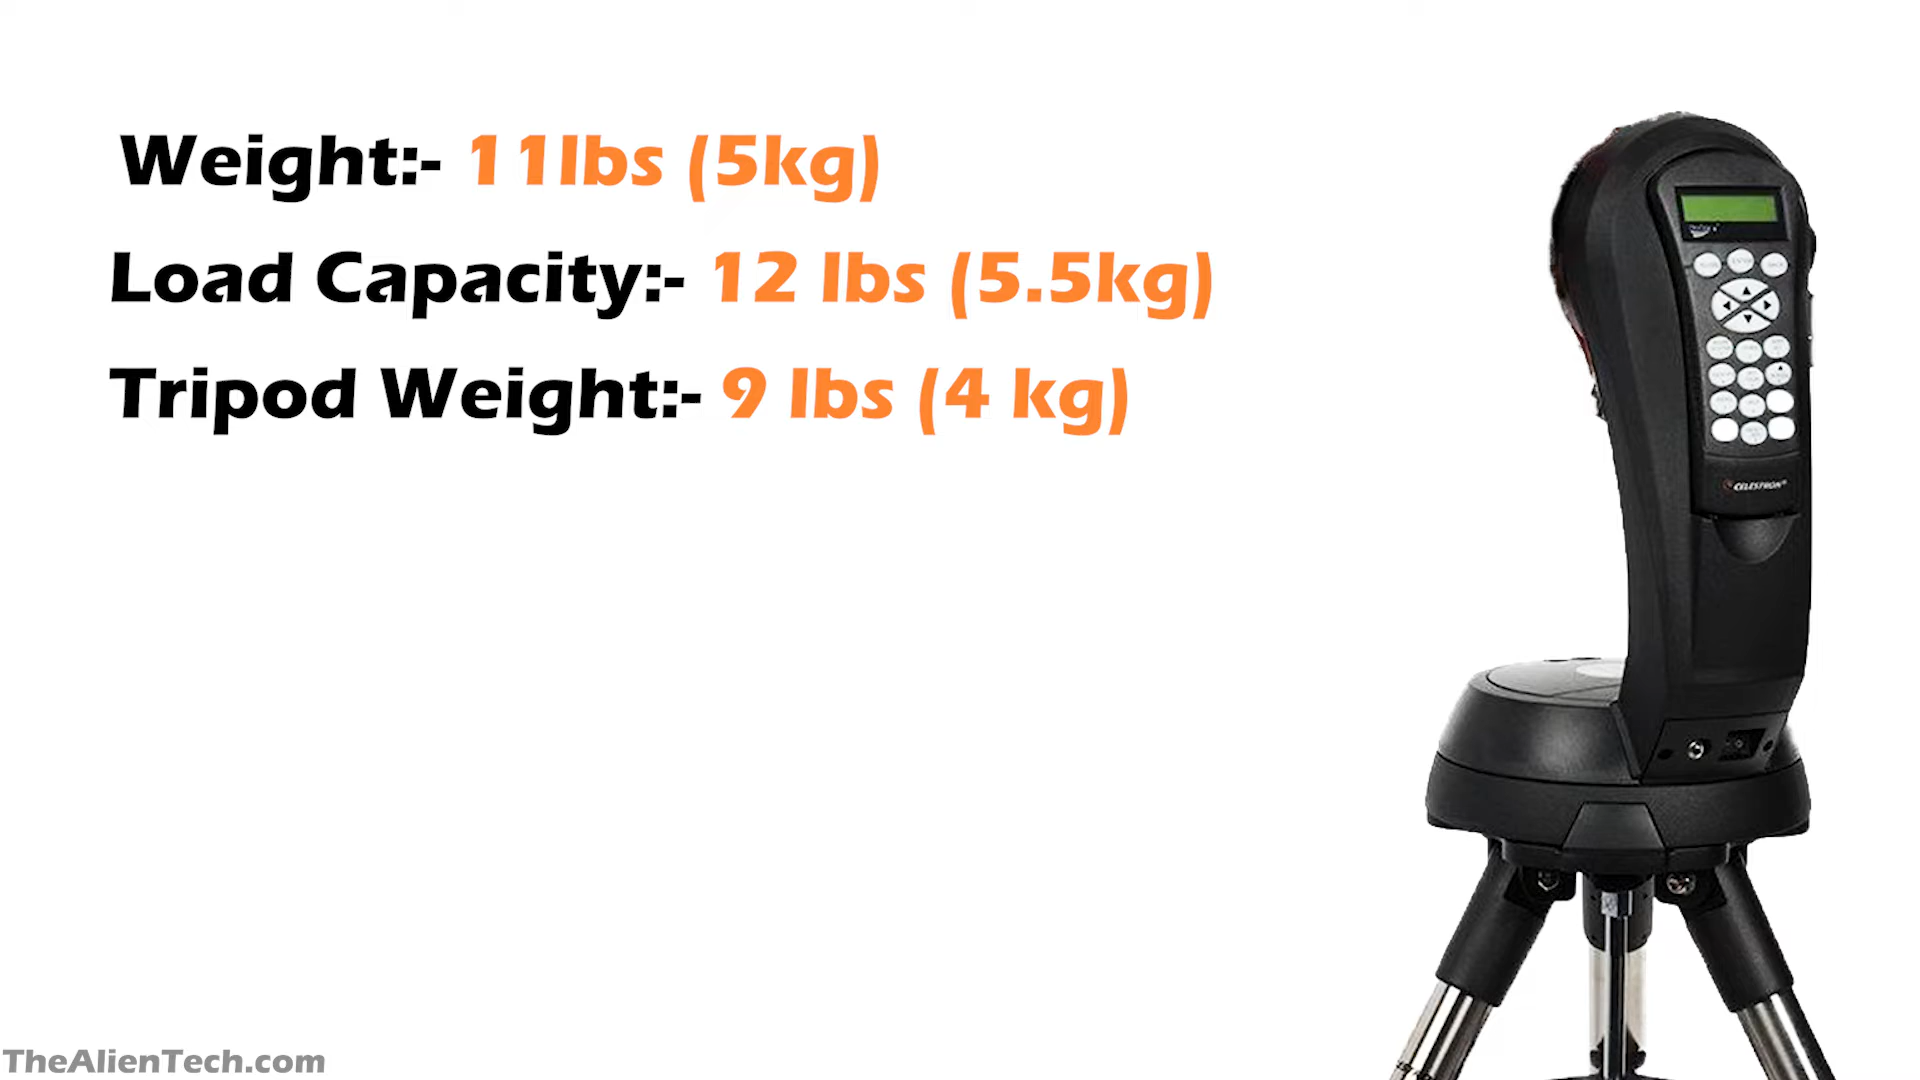 Weight:- 11lbs (5kg)
Load Capacity:- 12 lbs (5.5kg)
Tripod Weight:- 9 lbs (4 kg)
CELESTRON
TheAlienTech.com